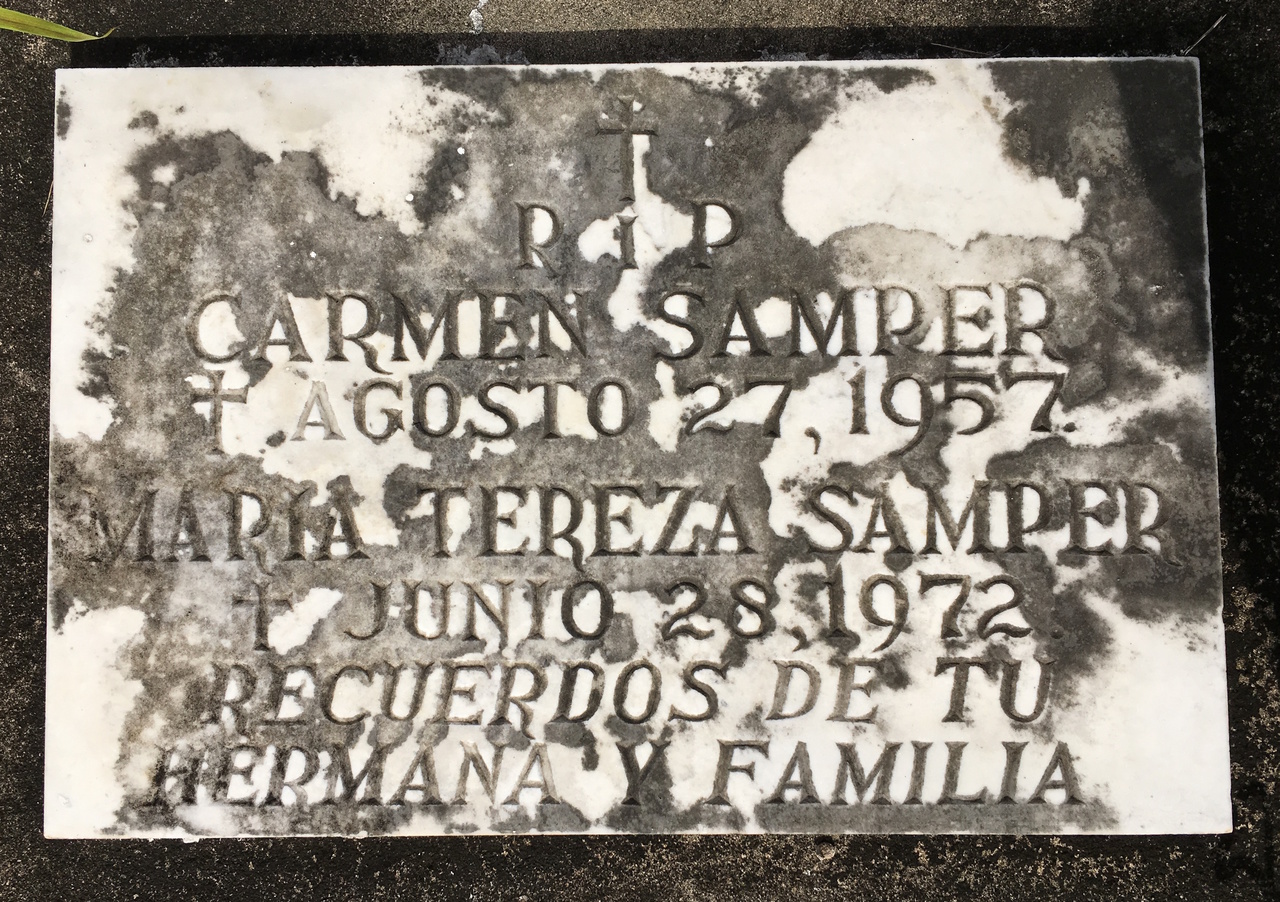 R i P
CARMEN SAMPER
† AGOSTO 27, 1957.
MARIA TEREZA SAMPER
† JUNIO 28, 1972.
RECUERDOS DE TU
HERMANA Y FAMILIA